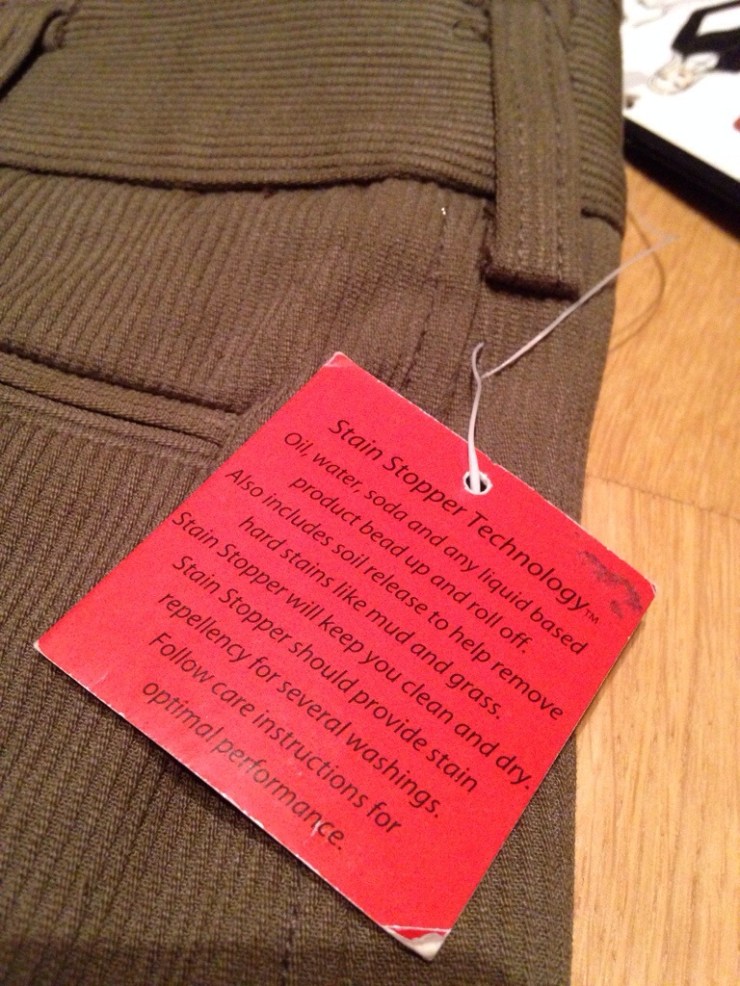 Stain Stopper Technology™
Oil, water, soda and any liquid based
product bead up and roll off.
Also includes soil release to help remove
hard stains like mud and grass.
Stain Stopper will keep you clean and dry.
Stain Stopper should provide stain
repellency for several washings.
Follow care instructions for
optimal performance.